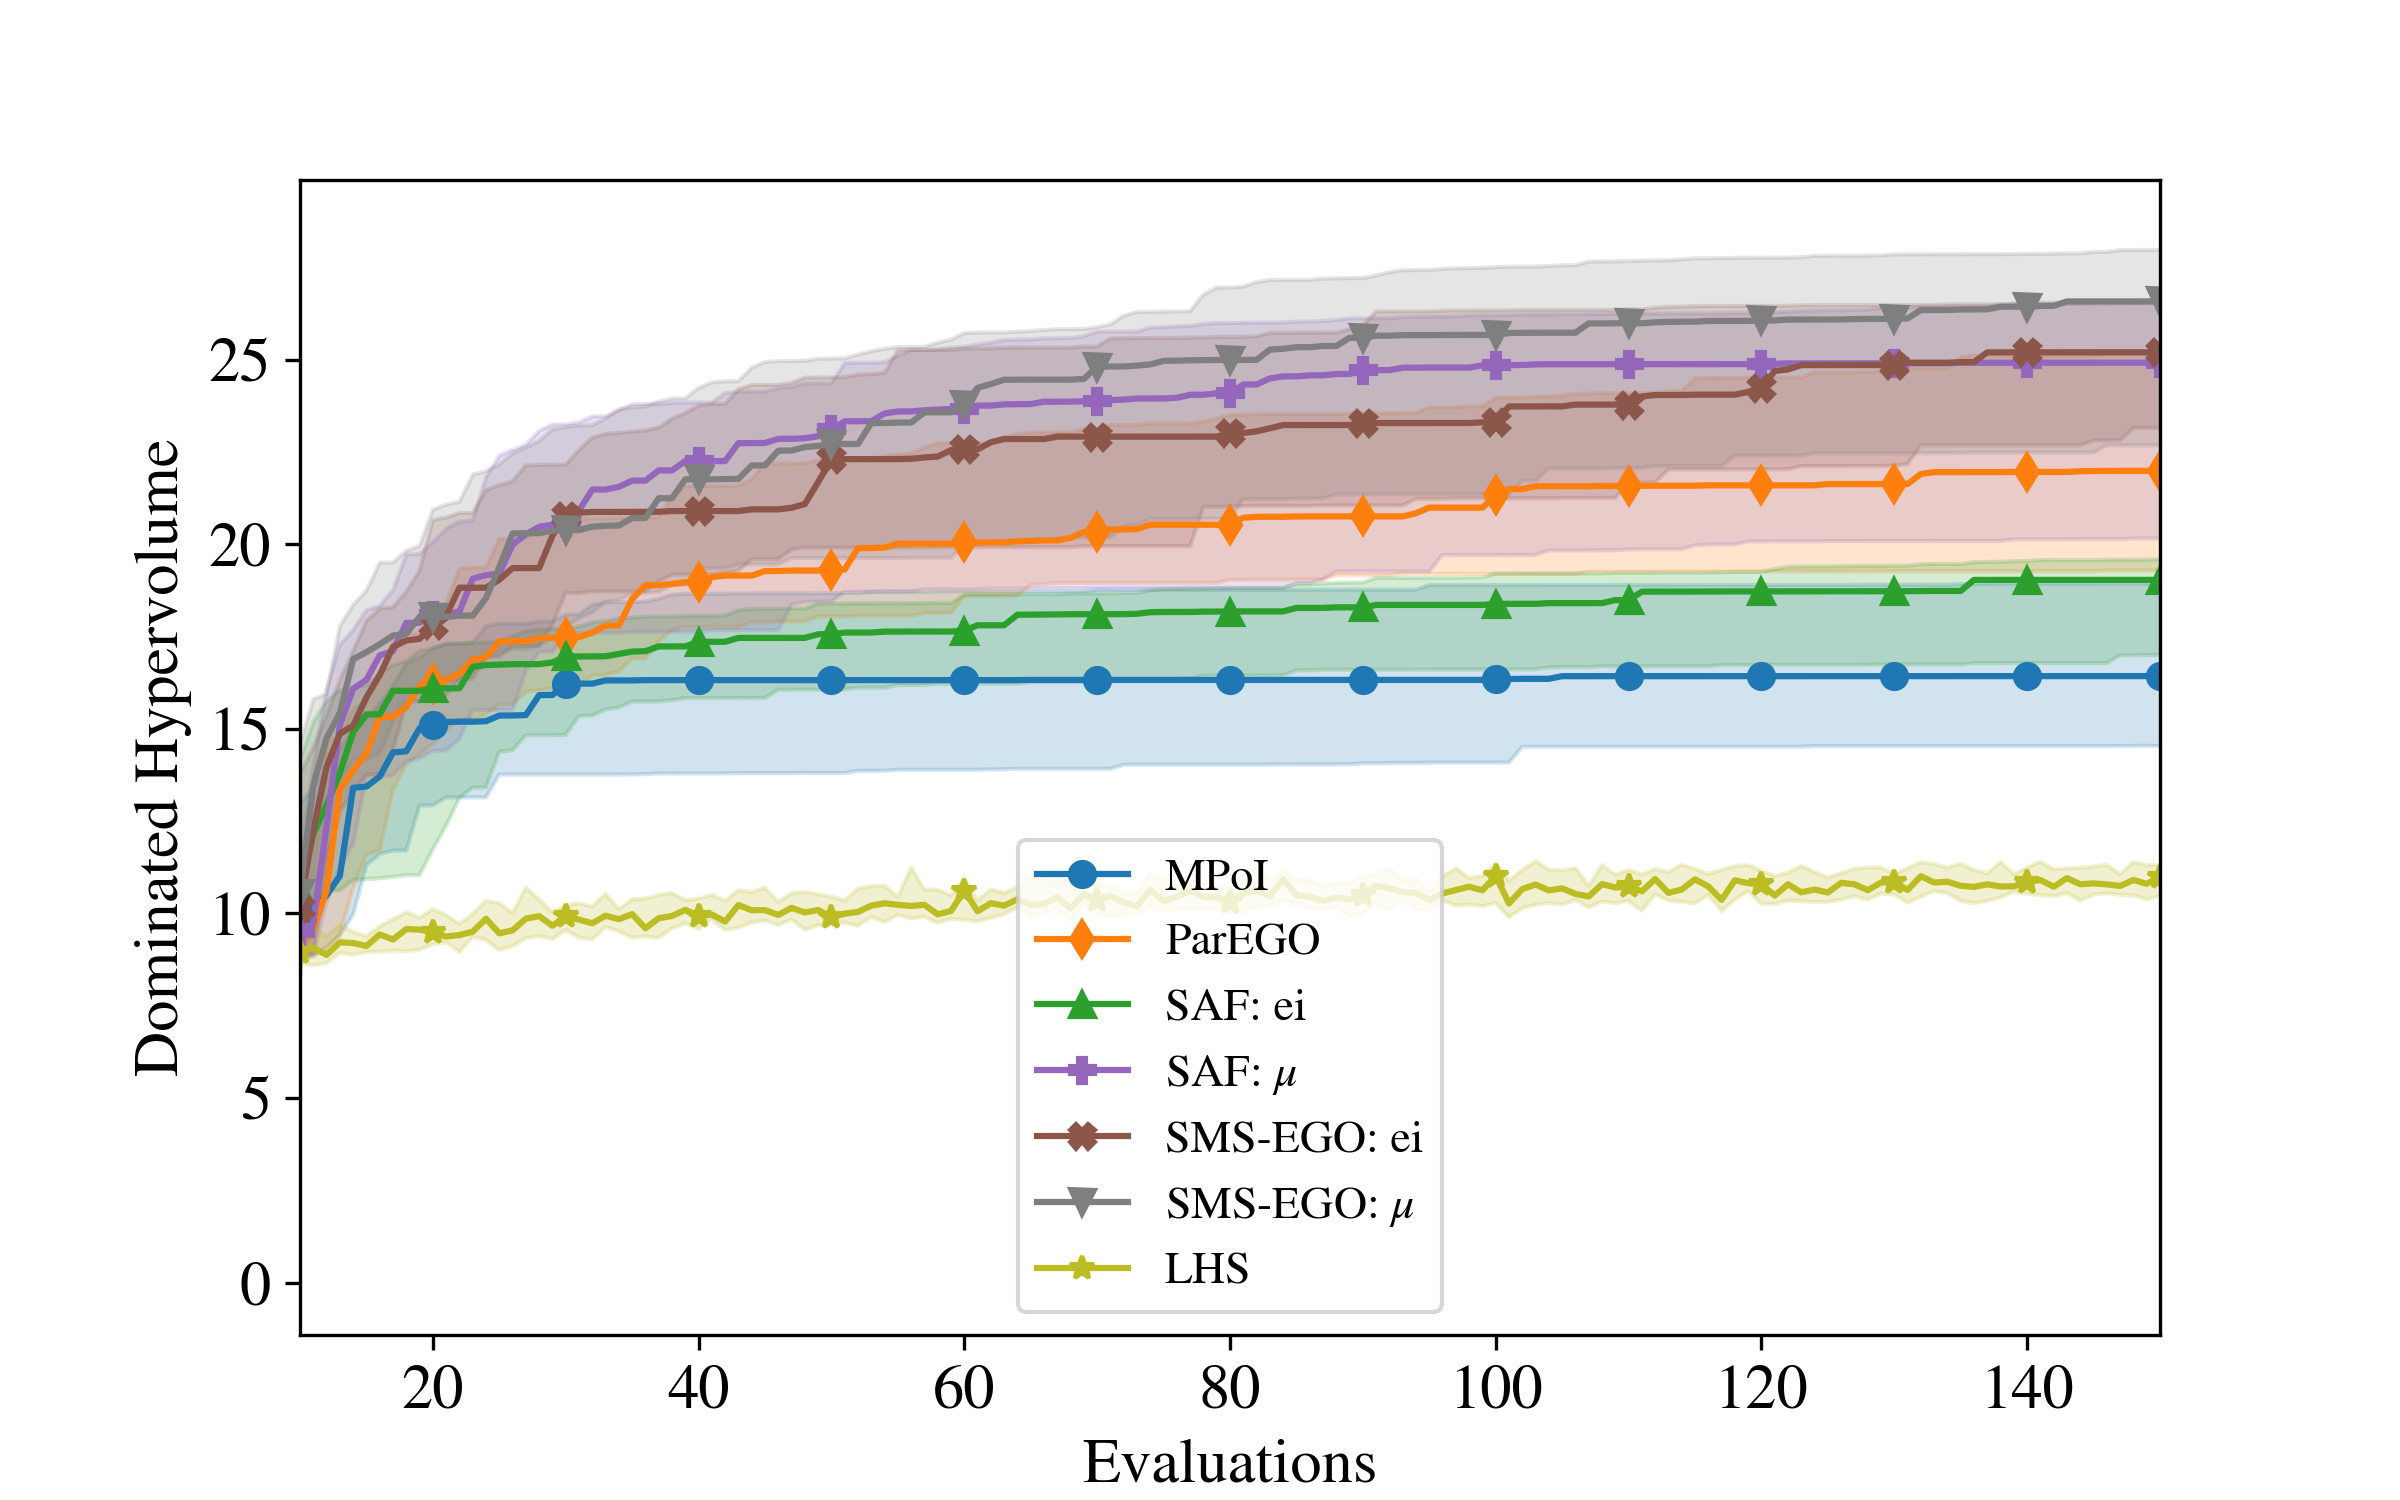 Dominated Hypervolume
25
20
15
10
5
0
MPoI
ParEGO
SAF: ei
SAF: μ
SMS-EGO: ei
SMS-EGO: μ
LHS
20 40 60 80 100 120 140
Evaluations